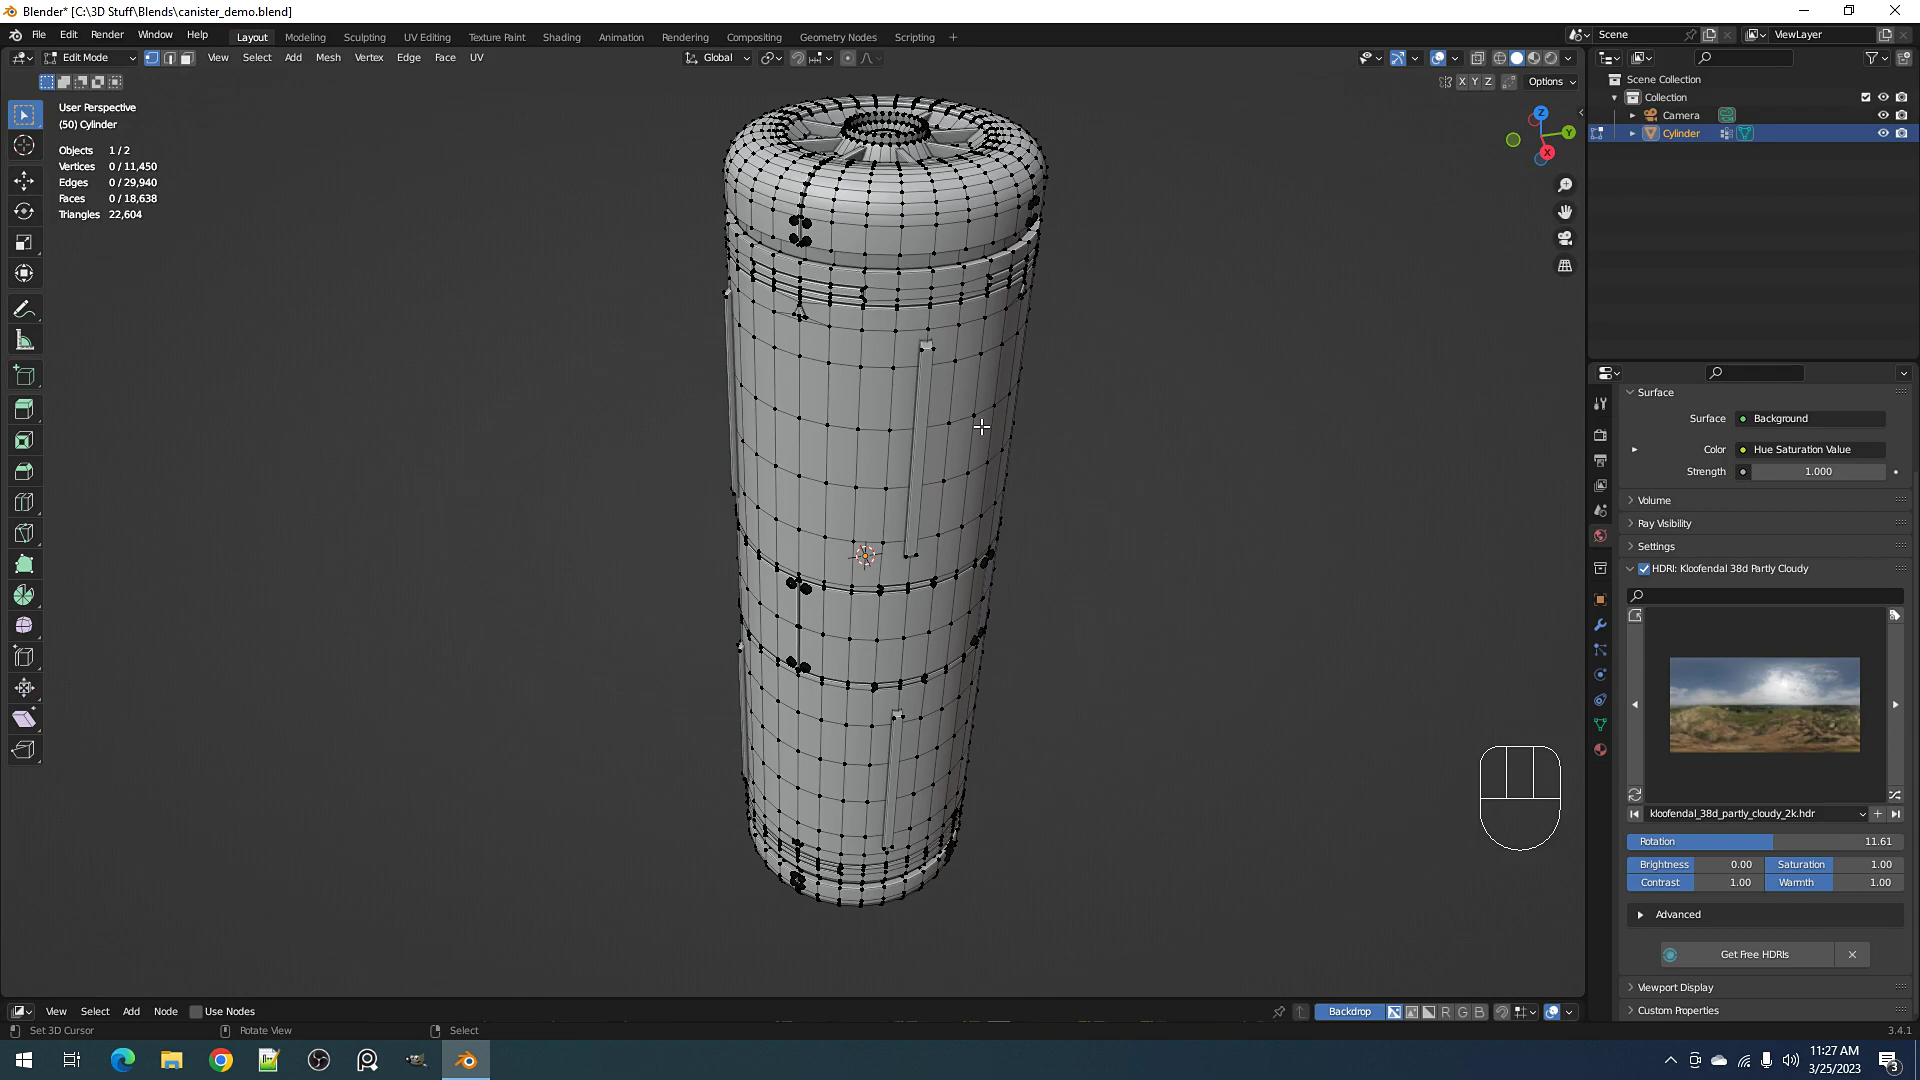 Blender* [C:\3D Stuff\Blends\canister_demo.blend]
File Edit Render Window Help Layout Modeling Sculpting UV Editing Texture Paint Shading Animation Rendering Compositing Geometry Nodes Scripting + Scene ViewLayer
Edit Mode View Select Add Mesh Vertex Edge Face UV Global
X Y Z Options
User Perspective
(50) Cylinder
Objects 1 / 2
Vertices 0 / 11,450
Edges 0 / 29,940
Faces 0 / 18,638
Triangles 22,604
Z
Y
X
Scene Collection
Collection
Camera
Cylinder
Surface
Surface Background
Color Hue Saturation Value
Strength 1.000
Volume
Ray Visibility
Settings
HDRI: Kloofendal 38d Partly Cloudy
kloofendal_38d_partly_cloudy_2k.hdr
Rotation 11.61
Brightness 0.00 Saturation 1.00
Contrast 1.00 Warmth 1.00
Advanced
Get Free HDRIs
Viewport Display
Custom Properties
View Select Add Node Use Nodes Backdrop R G B
Set 3D Cursor Rotate View Select 3.4.1
11:27 AM
3/25/2023
3